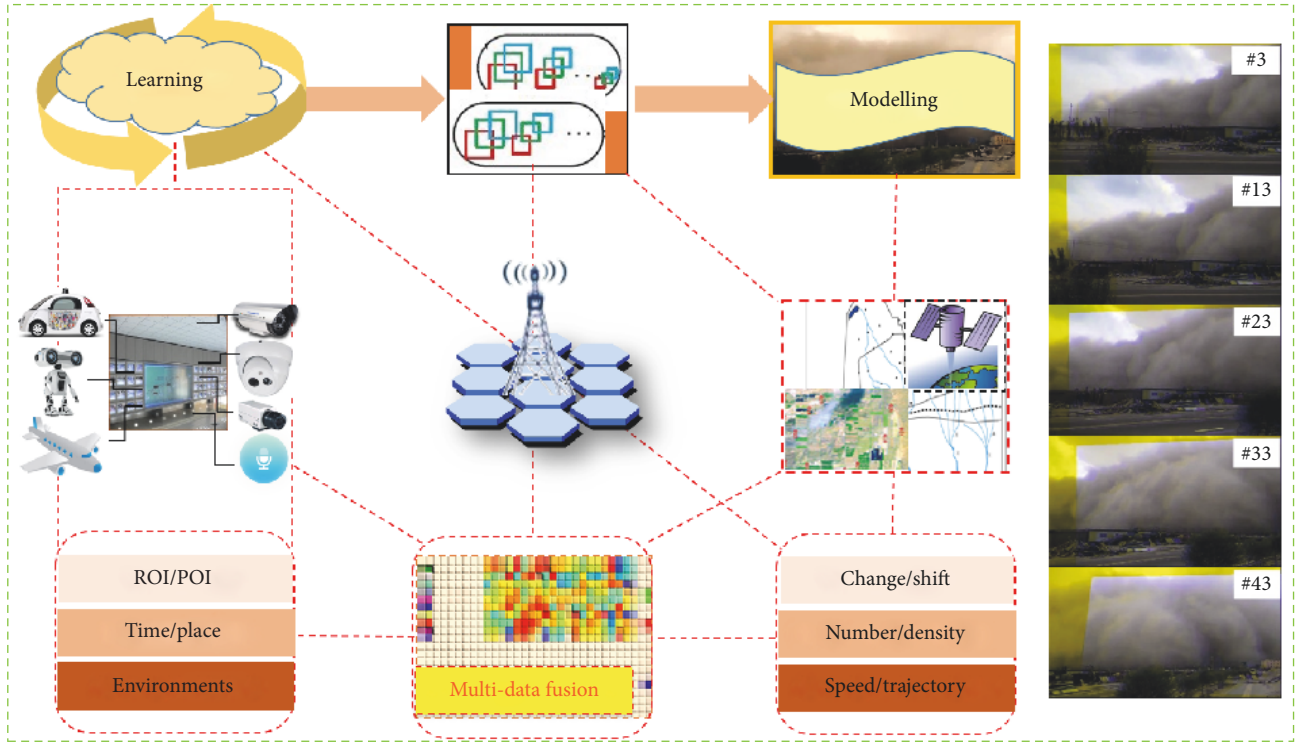 Learning
Modelling
#3
#13
#23
#33
#43
ROI/POI
Time/place
Environments
Multi-data fusion
Change/shift
Number/density
Speed/trajectory